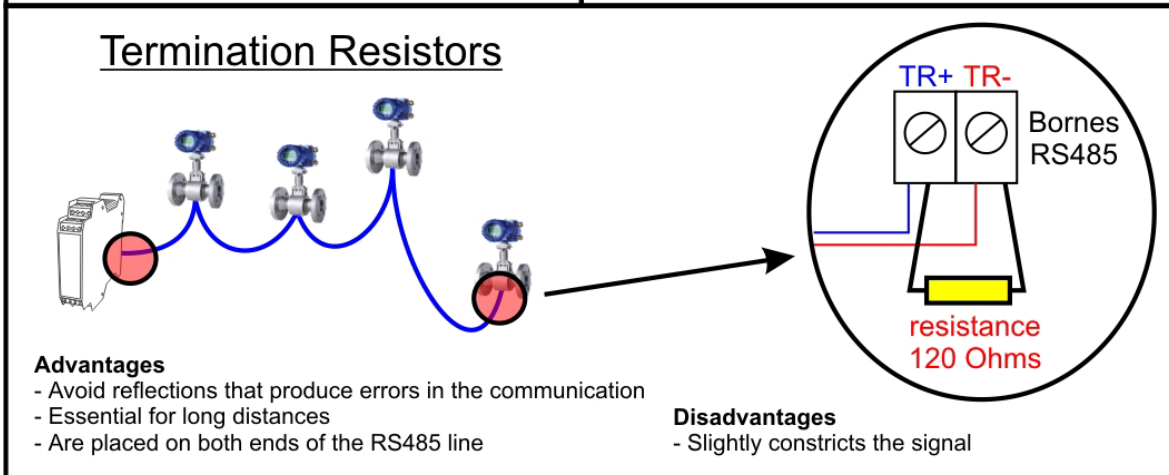 Termination Resistors
TR+ TR-
Bornes
RS485
resistance
120 Ohms
Advantages
- Avoid reflections that produce errors in the communication
- Essential for long distances
- Are placed on both ends of the RS485 line
Disadvantages
- Slightly constricts the signal